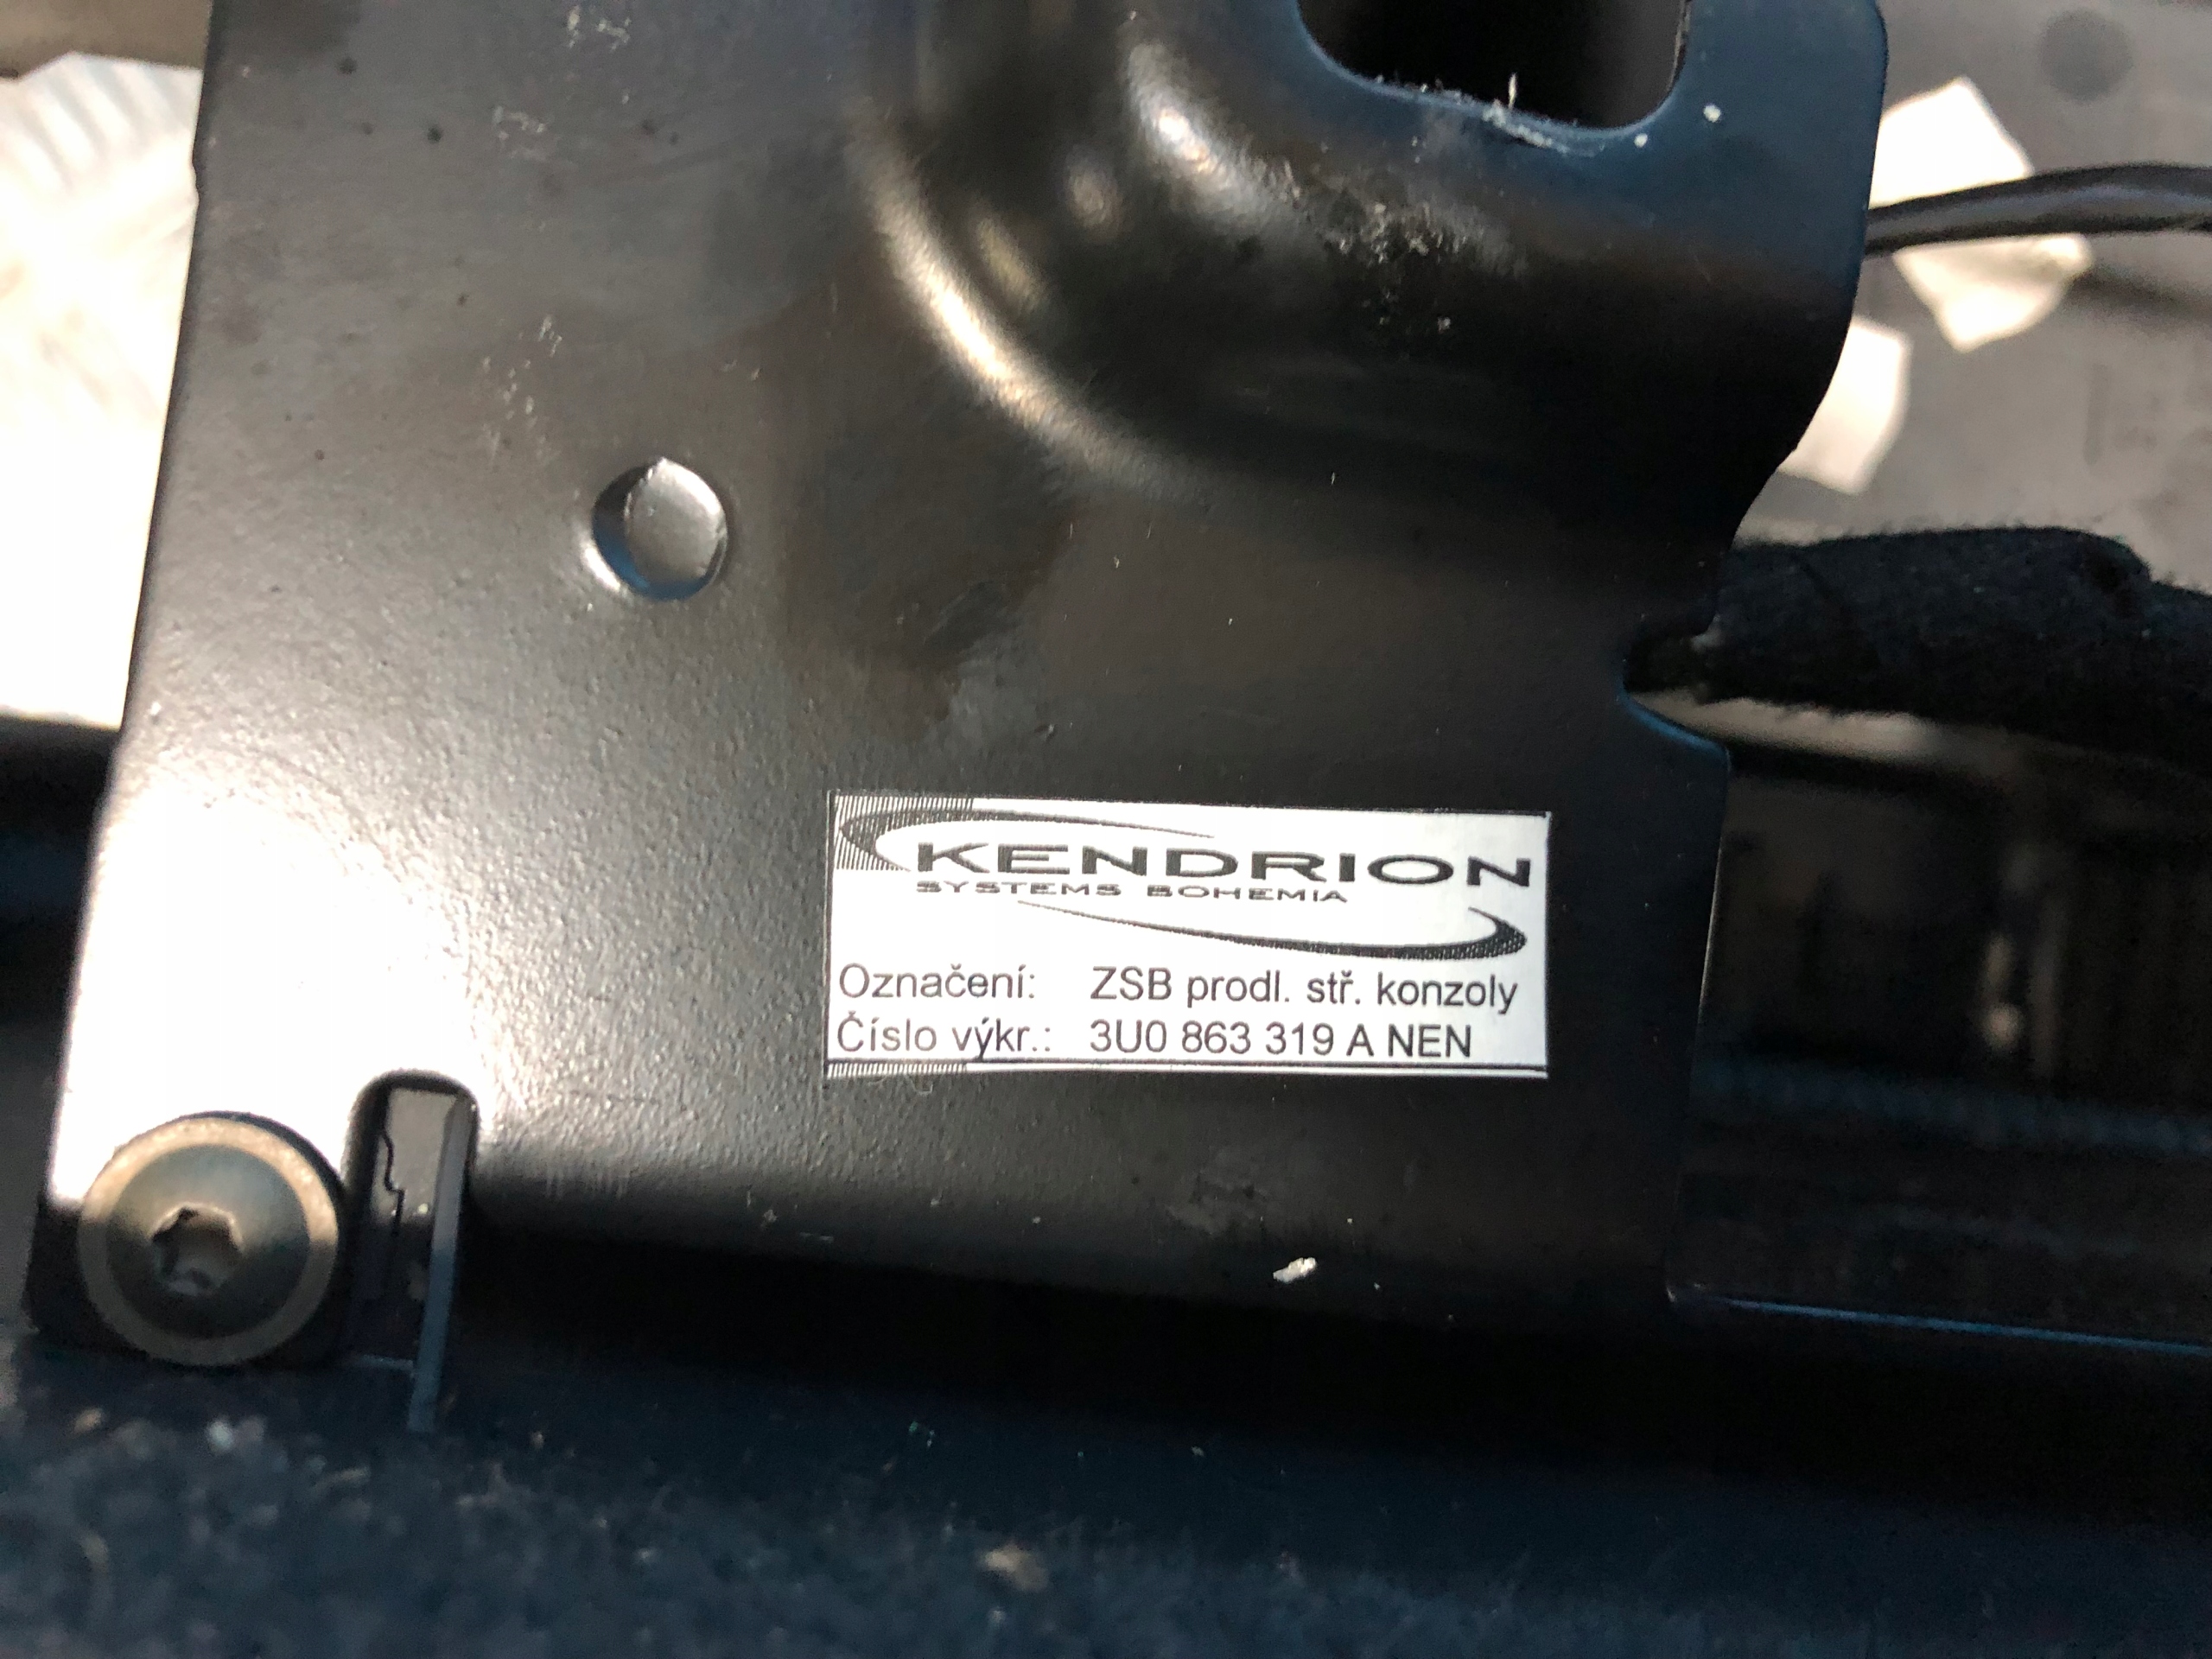 KENDRION
SYSTEMS BOHEMIA
Označení: ZSB prodl. stř. konzoly
Číslo výkr.: 3U0 863 319 A NEN